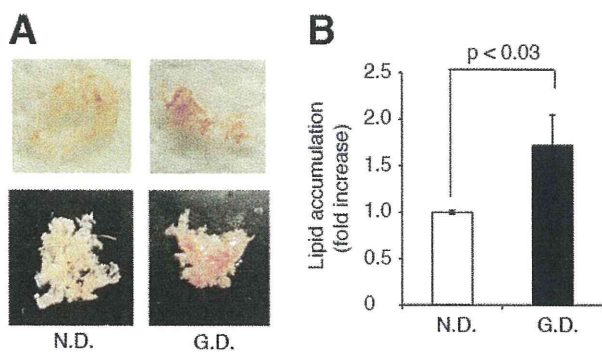 A
N.D.
G.D.
B
p < 0.03
Lipid accumulation
(fold increase)
2.5
2.0
1.5
1.0
0.5
0
N.D.
G.D.